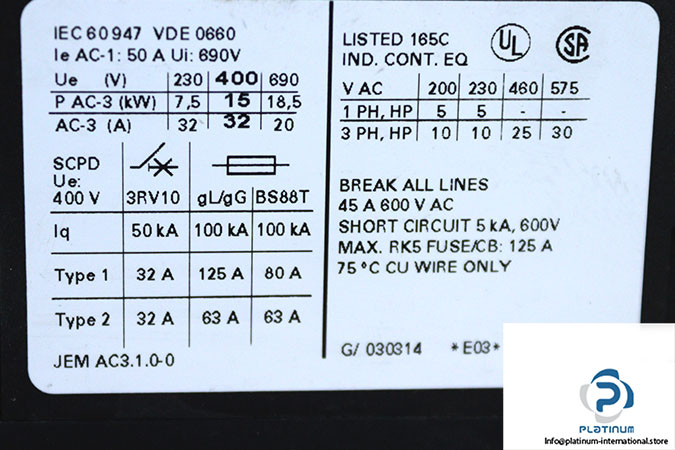 IEC 60947 VDE 0660
Ie AC-1: 50 A Ui: 690V
Ue (V) 230 400 690
P AC-3 (kW) 7,5 15 18,5
AC-3 (A) 32 32 20
SCPD
Ue:
400 V 3RV10 gL/gG BS88T
Iq 50 kA 100 kA 100 kA
Type 1 32 A 125 A 80 A
Type 2 32 A 63 A 63 A
JEM AC3.1.0-0
LISTED 165C UL SA
IND. CONT. EQ
V AC 200 230 460 575
1 PH, HP 5 5 - -
3 PH, HP 10 10 25 30
BREAK ALL LINES
45 A 600 V AC
SHORT CIRCUIT 5 kA, 600V
MAX. RK5 FUSE/CB: 125 A
75 °C CU WIRE ONLY
G/ 030314 *E03*
PLATINUM
Info@platinum-international.store